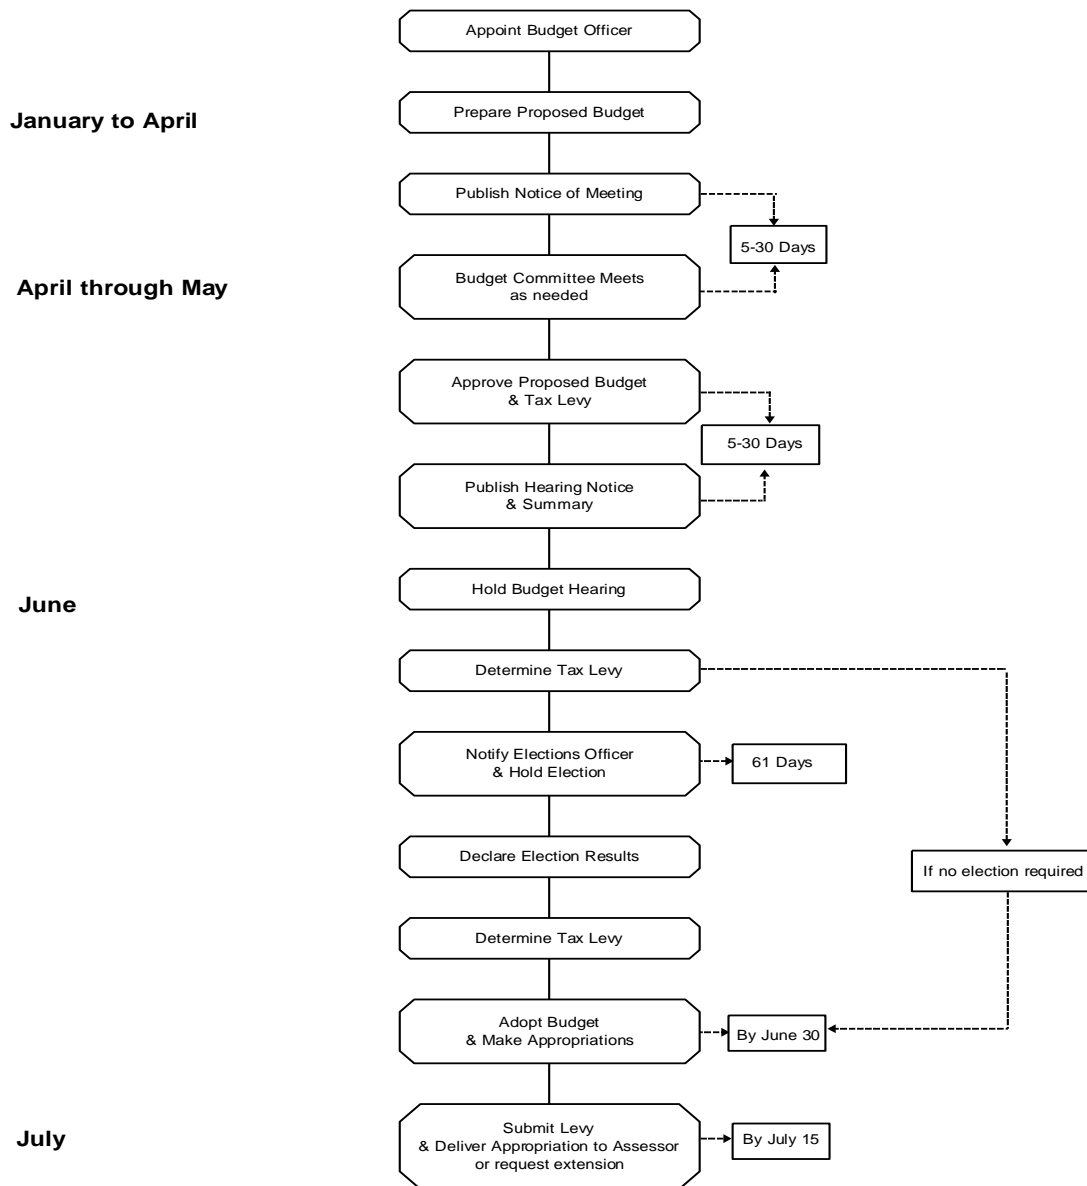 Appoint Budget Officer
January to April
Prepare Proposed Budget
Publish Notice of Meeting
5-30 Days
April through May
Budget Committee Meets
as needed
Approve Proposed Budget
& Tax Levy
5-30 Days
Publish Hearing Notice
& Summary
June
Hold Budget Hearing
Determine Tax Levy
Notify Elections Officer
& Hold Election
61 Days
Declare Election Results
If no election required
Determine Tax Levy
Adopt Budget
& Make Appropriations
By June 30
July
Submit Levy
& Deliver Appropriation to Assessor
or request extension
By July 15